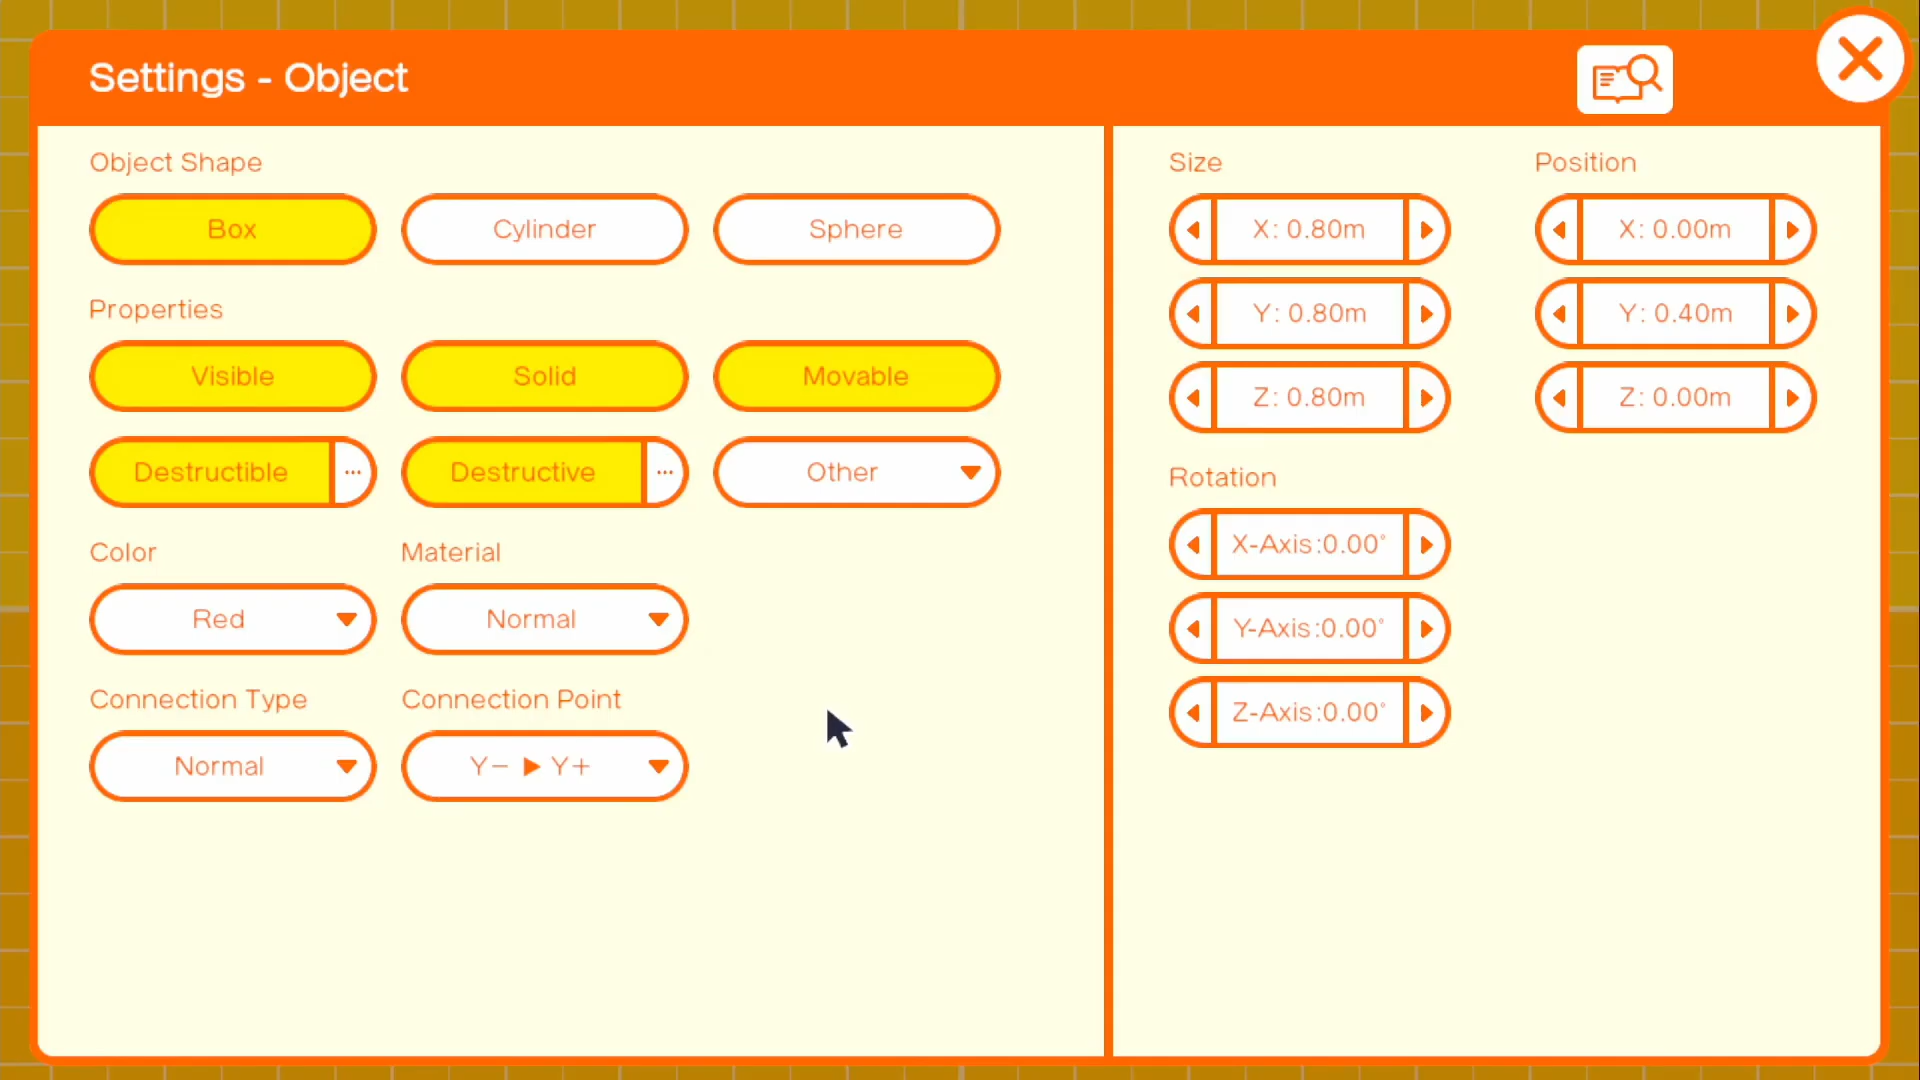 Settings - Object
Object Shape
Box
Cylinder
Sphere
Properties
Visible
Solid
Movable
Destructible
...
Destructive
...
Other
Color
Material
Red
Normal
Connection Type
Connection Point
Normal
Y− ▶ Y+
Size
Position
X: 0.80m
X: 0.00m
Y: 0.80m
Y: 0.40m
Z: 0.80m
Z: 0.00m
Rotation
X-Axis:0.00°
Y-Axis:0.00°
Z-Axis:0.00°